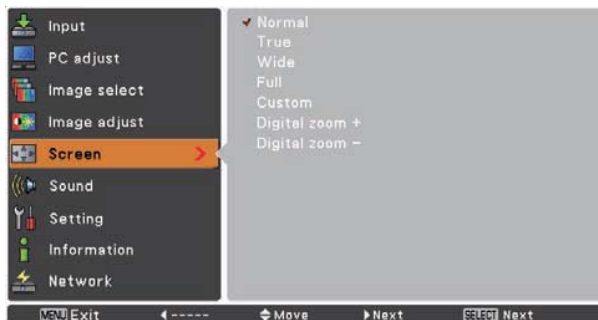 Input
PC adjust
Image select
Image adjust
Screen
Sound
Setting
Information
Network
Normal
True
Wide
Full
Custom
Digital zoom +
Digital zoom –
MENU Exit ◀ ----- ◆ Move ▶ Next SELECT Next